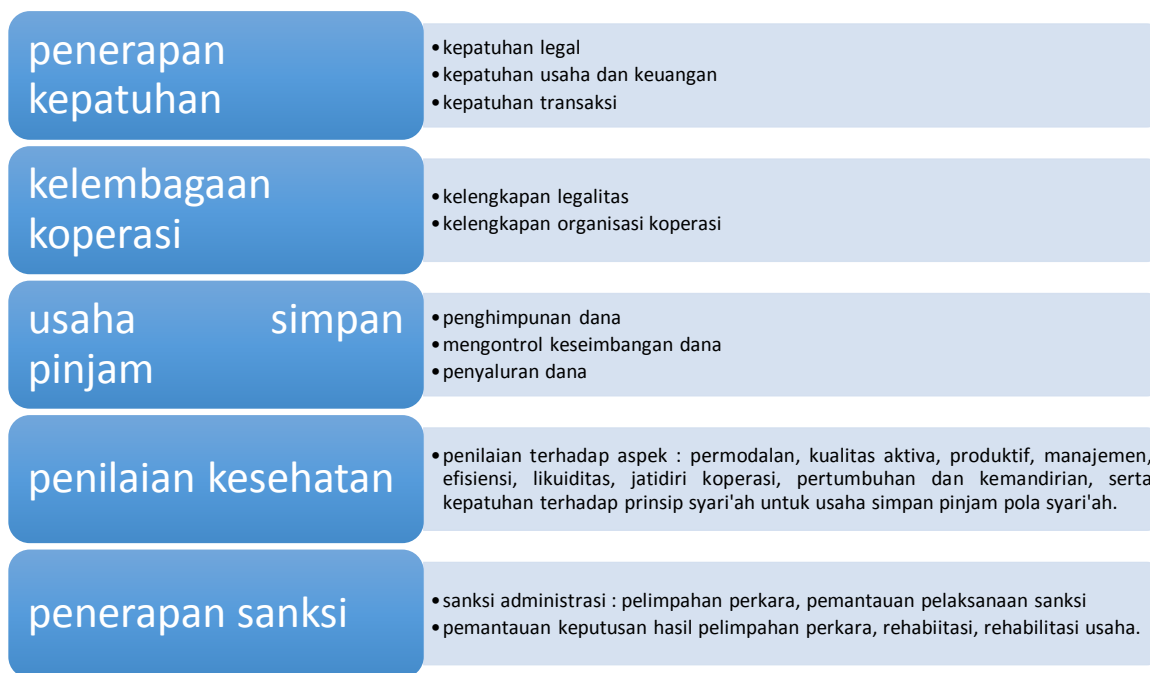 penerapan
kepatuhan
•kepatuhan legal
•kepatuhan usaha dan keuangan
•kepatuhan transaksi
kelembagaan
koperasi
•kelengkapan legalitas
•kelengkapan organisasi koperasi
usaha simpan
pinjam
•penghimpunan dana
•mengontrol keseimbangan dana
•penyaluran dana
penilaian kesehatan
•penilaian terhadap aspek : permodalan, kualitas aktiva, produktif, manajemen,
efisiensi, likuiditas, jatidiri koperasi, pertumbuhan dan kemandirian, serta
kepatuhan terhadap prinsip syari'ah untuk usaha simpan pinjam pola syari'ah.
penerapan sanksi
•sanksi administrasi : pelimpahan perkara, pemantauan pelaksanaan sanksi
•pemantauan keputusan hasil pelimpahan perkara, rehabiitasi, rehabilitasi usaha.